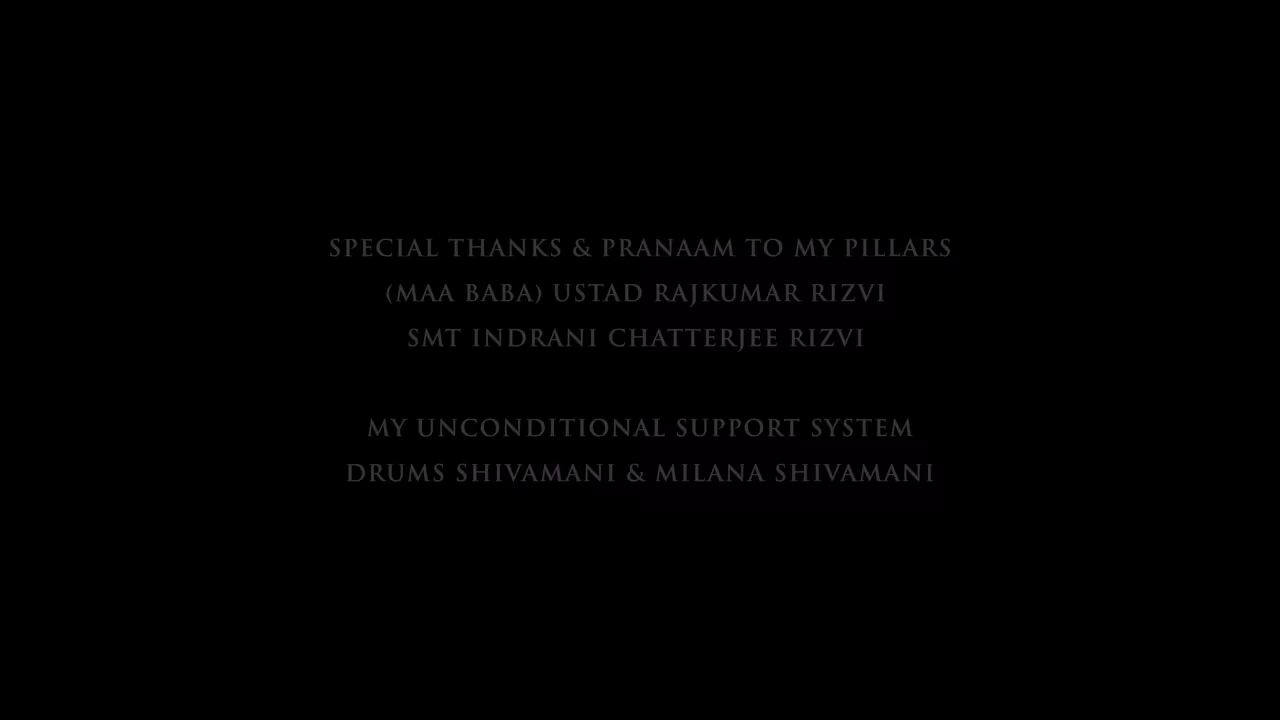 SPECIAL THANKS & PRANAAM TO MY PILLARS
(MAA BABA) USTAD RAJKUMAR RIZVI
SMT INDRANI CHATTERJEE RIZVI
MY UNCONDITIONAL SUPPORT SYSTEM
DRUMS SHIVAMANI & MILANA SHIVAMANI